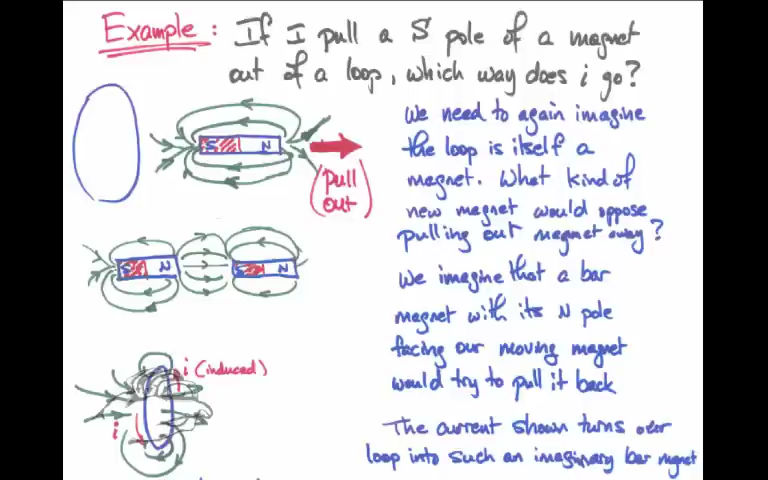 Example : If I pull a S pole of a magnet
out of a loop, which way does i go?
We need to again imagine
the loop is itself a
magnet. What kind of
new magnet would oppose
pulling out magnet away?
S N
(pull
out)
We imagine that a bar
magnet with its N pole
facing our moving magnet
would try to pull it back
S N S N
i (induced)
i
The current shown turns our
loop into such an imaginary bar magnet